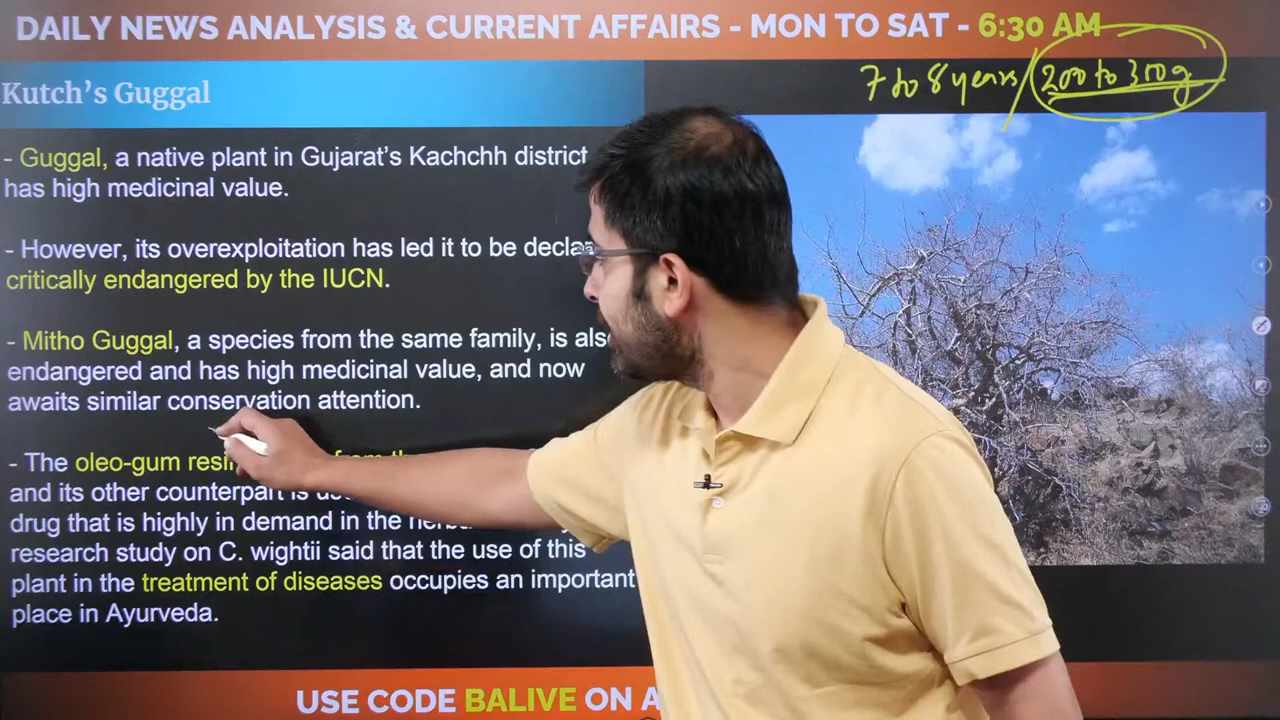 DAILY NEWS ANALYSIS & CURRENT AFFAIRS - MON TO SAT - 6:30 AM
7 to 8 years / 200 to 300g
Kutch's Guggal
- Guggal, a native plant in Gujarat's Kachchh district
has high medicinal value.
- However, its overexploitation has led it to be
critically endangered by the IUCN.
- Mitho Guggal, a species from the same family, is
endangered and has high medicinal value, and now
awaits similar conservation attention.
- The oleo-gum
and its other counterpart is
drug that is highly in demand in the
research study on C. wightii said that the use of this
plant in the treatment of diseases occupies an important
place in Ayurveda.
USE CODE BALIVE ON